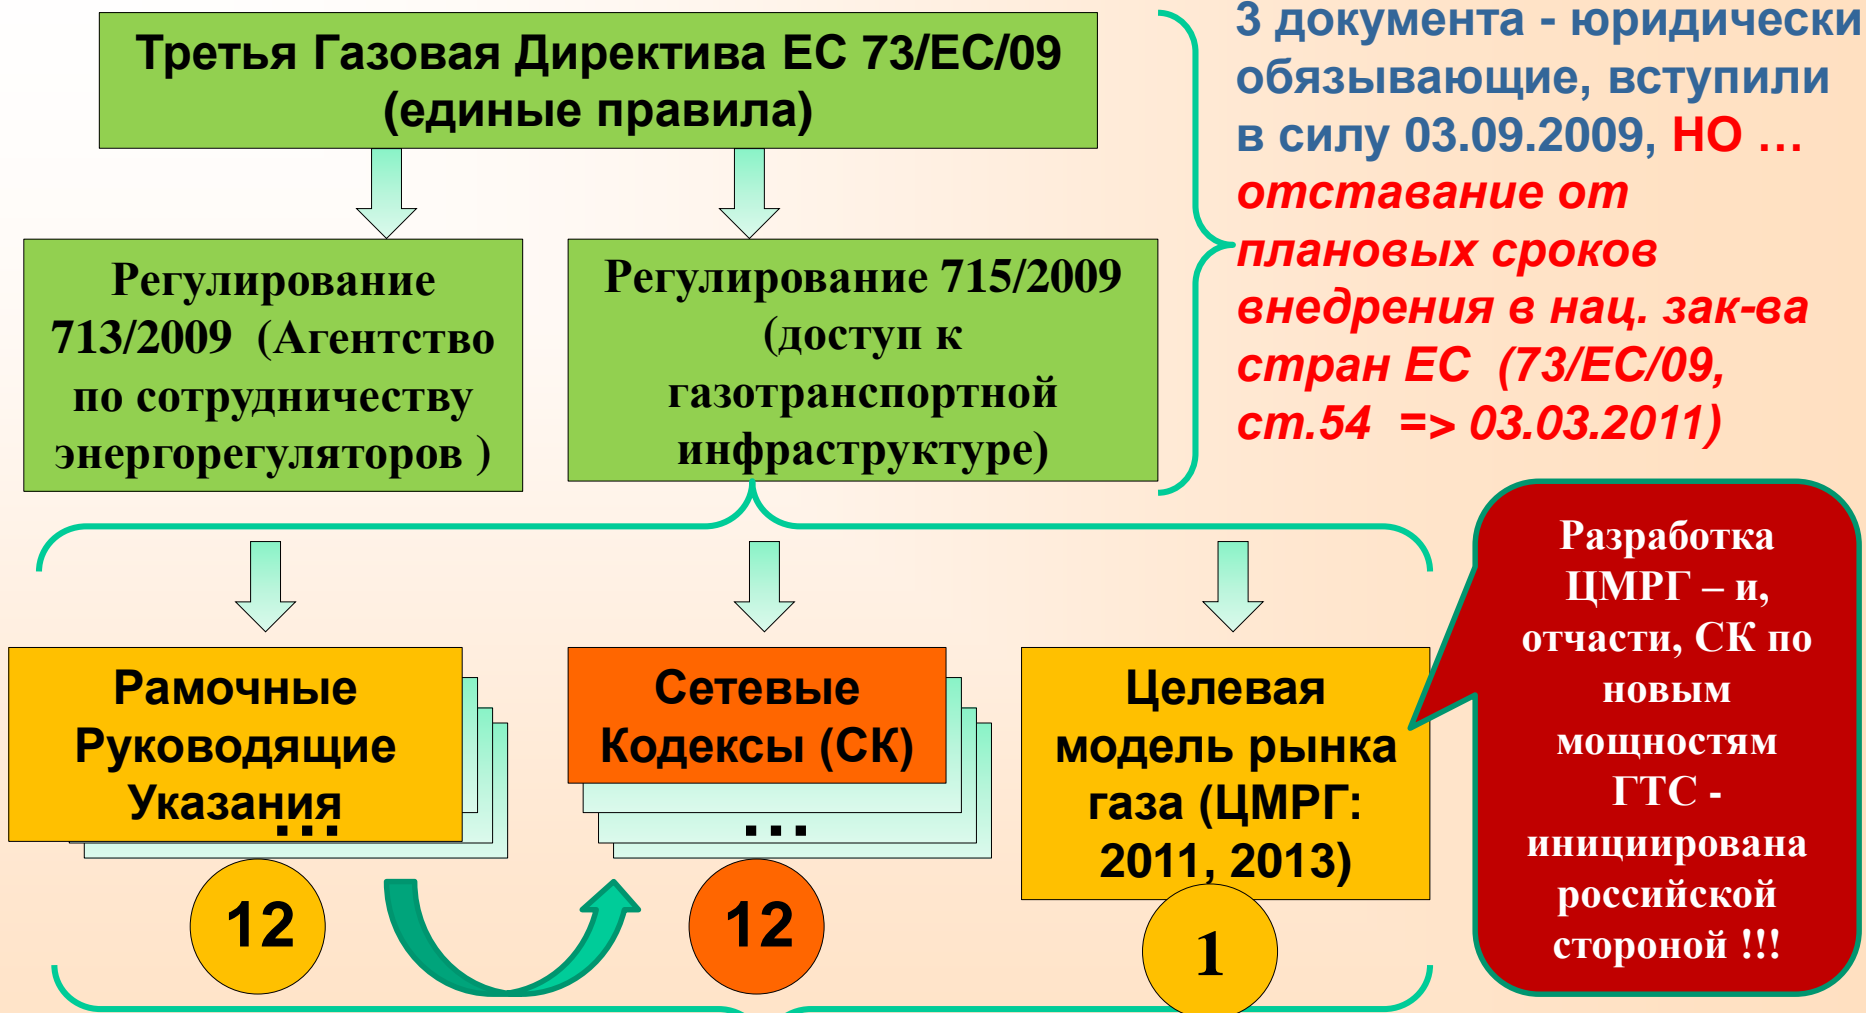 Третья Газовая Директива ЕС 73/ЕС/09
(единые правила)
3 документа - юридически
обязывающие, вступили
в силу 03.09.2009, НО …
отставание от
плановых сроков
внедрения в нац. зак-ва
стран ЕС (73/ЕС/09,
ст.54 => 03.03.2011)
Регулирование
713/2009 (Агентство
по сотрудничеству
энергорегуляторов )
Регулирование 715/2009
(доступ к
газотранспортной
инфраструктуре)
Рамочные
Руководящие
Указания
…
12
Сетевые
Кодексы (СК)
…
12
Целевая
модель рынка
газа (ЦМРГ:
2011, 2013)
1
Разработка
ЦМРГ – и,
отчасти, СК по
новым
мощностям
ГТС -
инициирована
российской
стороной !!!